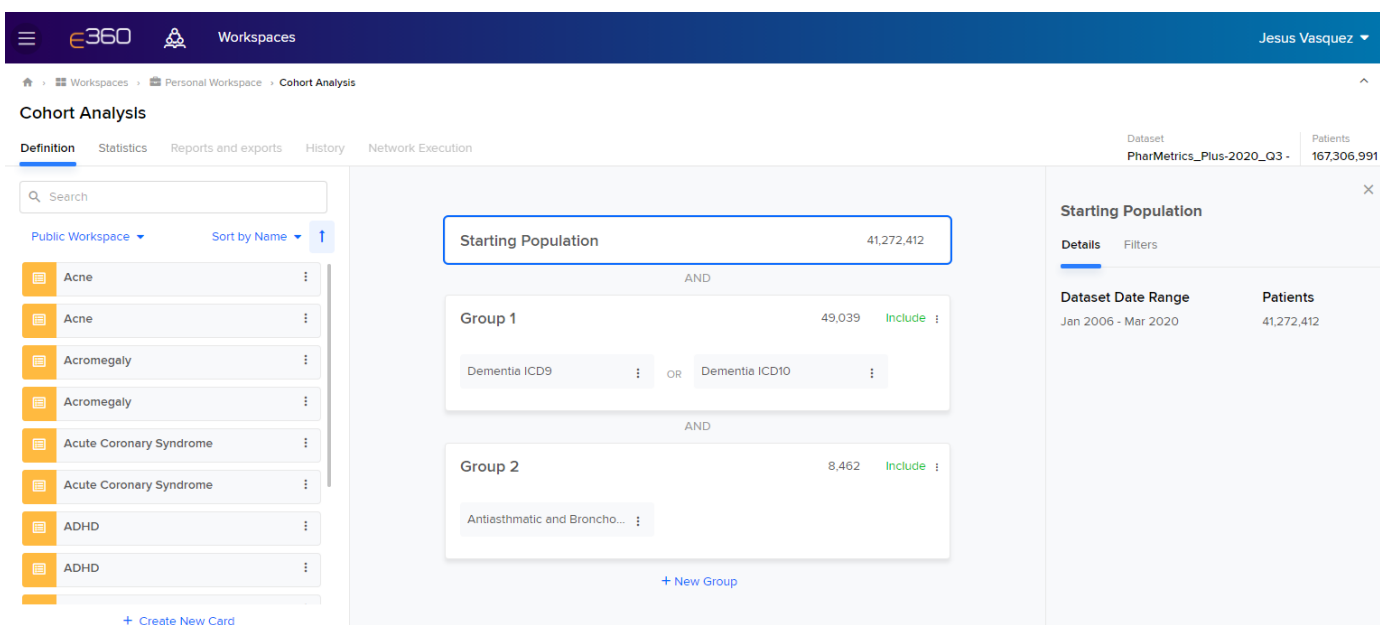 ϵ360 Workspaces Jesus Vasquez
Workspaces › Personal Workspace › Cohort Analysis
Cohort Analysis
Definition Statistics Reports and exports History Network Execution
Dataset
PharMetrics_Plus-2020_Q3 -
Patients
167,306,991
Search
Public Workspace Sort by Name
Acne
Acne
Acromegaly
Acromegaly
Acute Coronary Syndrome
Acute Coronary Syndrome
ADHD
ADHD
+ Create New Card
Starting Population 41,272,412
AND
Group 1 49,039 Include
Dementia ICD9 OR Dementia ICD10
AND
Group 2 8,462 Include
Antiasthmatic and Broncho...
+ New Group
Starting Population
Details Filters
Dataset Date Range Patients
Jan 2006 - Mar 2020 41,272,412